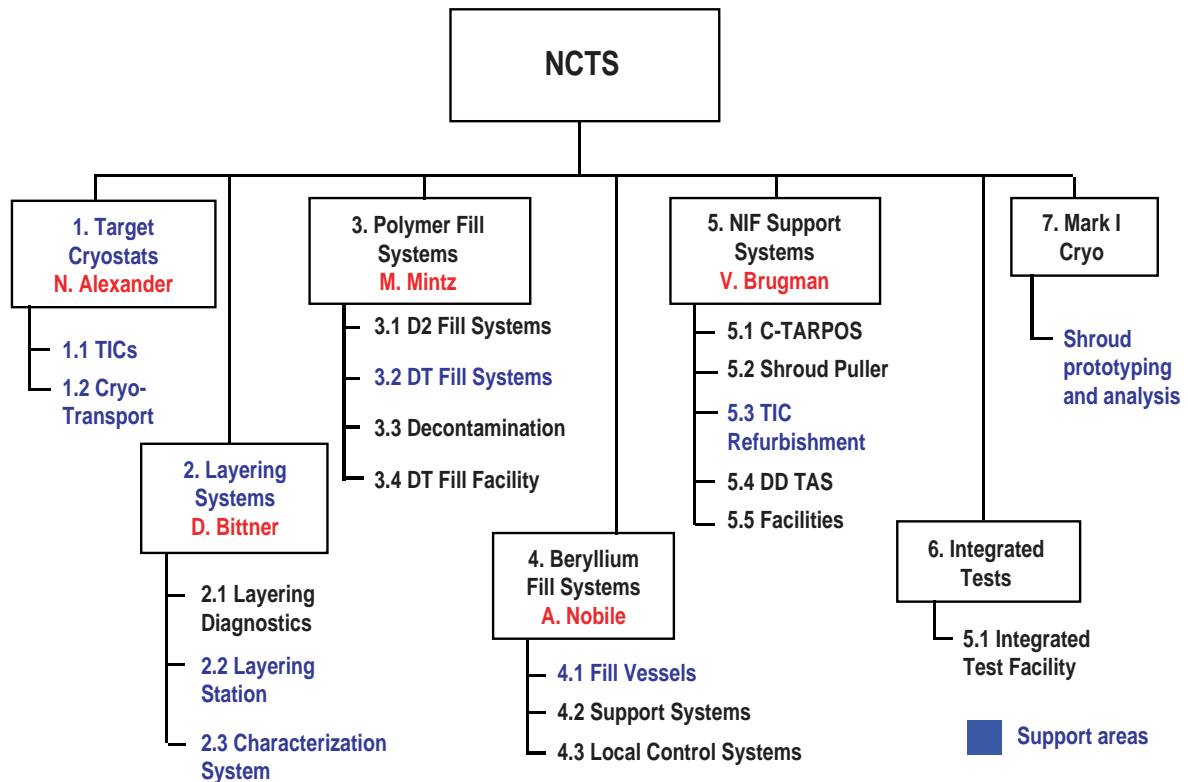 NCTS
1. Target
Cryostats
N. Alexander
1.1 TICs
1.2 Cryo-
Transport
2. Layering
Systems
D. Bittner
2.1 Layering
Diagnostics
2.2 Layering
Station
2.3 Characterization
System
3. Polymer Fill
Systems
M. Mintz
3.1 D2 Fill Systems
3.2 DT Fill Systems
3.3 Decontamination
3.4 DT Fill Facility
4. Beryllium
Fill Systems
A. Nobile
4.1 Fill Vessels
4.2 Support Systems
4.3 Local Control Systems
5. NIF Support
Systems
V. Brugman
5.1 C-TARPOS
5.2 Shroud Puller
5.3 TIC
Refurbishment
5.4 DD TAS
5.5 Facilities
6. Integrated
Tests
5.1 Integrated
Test Facility
7. Mark I
Cryo
Shroud
prototyping
and analysis
Support areas